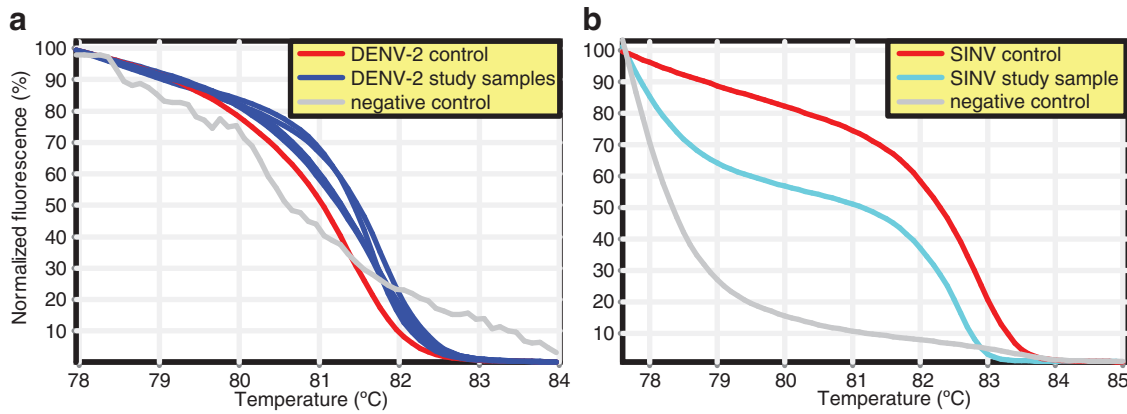 a
Normalized fluorescence (%)
100
90
80
70
60
50
40
30
20
10
DENV-2 control
DENV-2 study samples
negative control
78 79 80 81 82 83 84
Temperature (ºC)
b
100
90
80
70
60
50
40
30
20
10
SINV control
SINV study sample
negative control
78 79 80 81 82 83 84 85
Temperature (ºC)